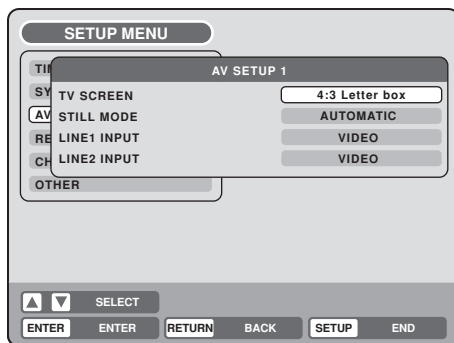 SETUP MENU
AV SETUP 1
TV SCREEN 4:3 Letter box
STILL MODE AUTOMATIC
LINE1 INPUT VIDEO
LINE2 INPUT VIDEO
TI
SY
AV
RE
CH
OTHER
SELECT
ENTER ENTER RETURN BACK SETUP END